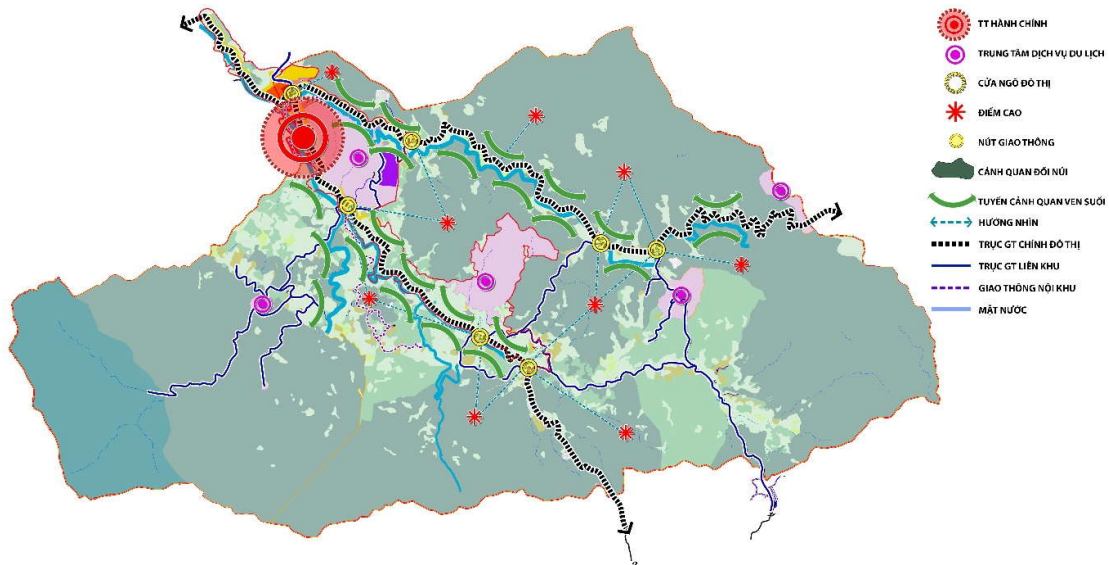 TT HÀNH CHÍNH
TRUNG TÂM DỊCH VỤ DU LỊCH
CỬA NGÕ ĐÔ THỊ
ĐIỂM CAO
NÚT GIAO THÔNG
CẢNH QUAN ĐỒI NÚI
TUYẾN CẢNH QUAN VEN SUỐI
HƯỚNG NHÌN
TRỤC GT CHÍNH ĐÔ THỊ
TRỤC GT LIÊN KHU
GIAO THÔNG NỘI KHU
MẶT NƯỚC